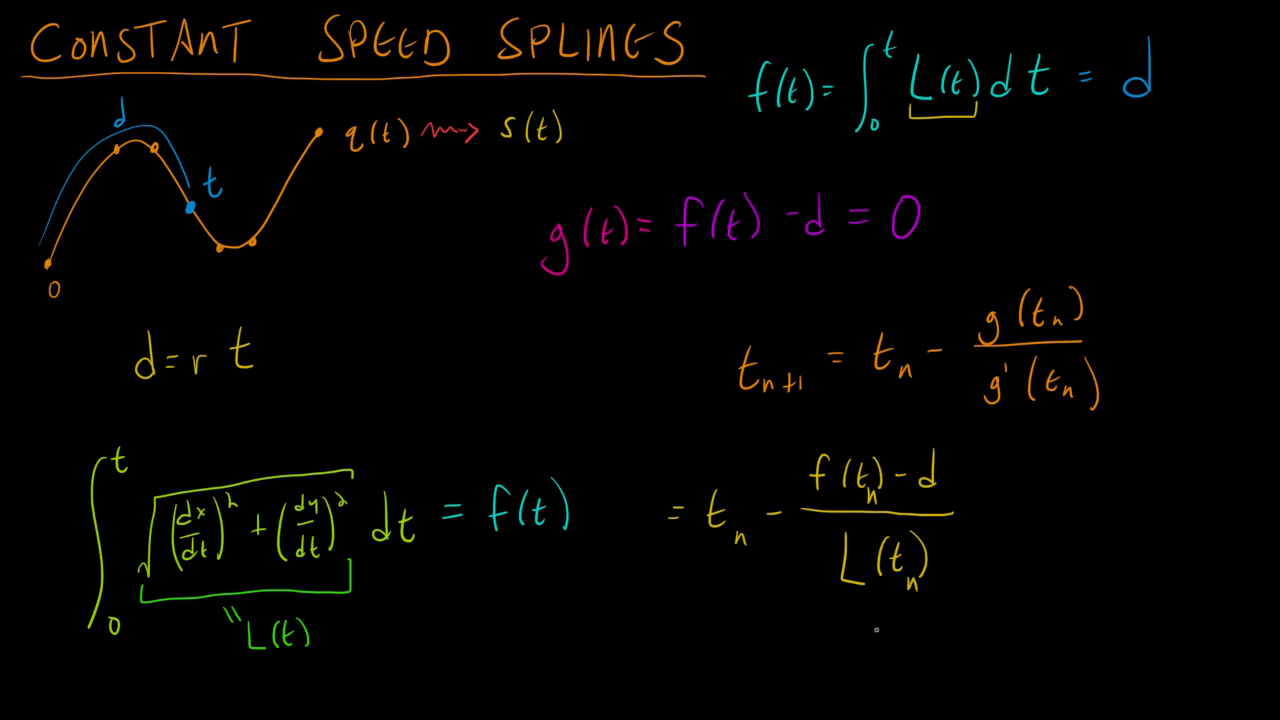 CONSTANT SPEED SPLINES
f(t) = ∫₀ᵗ L(t) dt = d
d
q(t) → s(t)
t
0
g(t) = f(t) - d = 0
d = r t
tₙ₊₁ = tₙ - g(tₙ) / g'(tₙ)
∫₀ᵗ √((dx/dt)² + (dy/dt)²) dt = f(t)
= tₙ - (f(tₙ) - d) / L(tₙ)
"L(t)